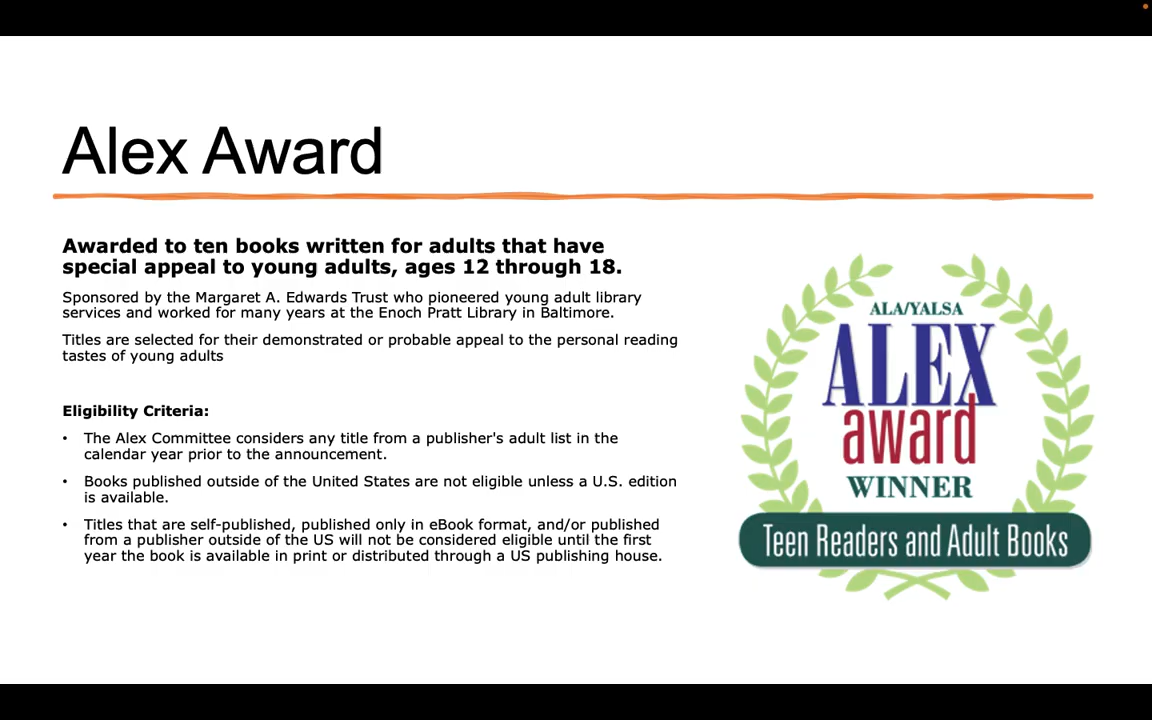 Alex Award
Awarded to ten books written for adults that have
special appeal to young adults, ages 12 through 18.
Sponsored by the Margaret A. Edwards Trust who pioneered young adult library
services and worked for many years at the Enoch Pratt Library in Baltimore.
Titles are selected for their demonstrated or probable appeal to the personal reading
tastes of young adults
Eligibility Criteria:
• The Alex Committee considers any title from a publisher's adult list in the
calendar year prior to the announcement.
• Books published outside of the United States are not eligible unless a U.S. edition
is available.
• Titles that are self-published, published only in eBook format, and/or published
from a publisher outside of the US will not be considered eligible until the first
year the book is available in print or distributed through a US publishing house.
ALA/YALSA
ALEX
award
WINNER
Teen Readers and Adult Books